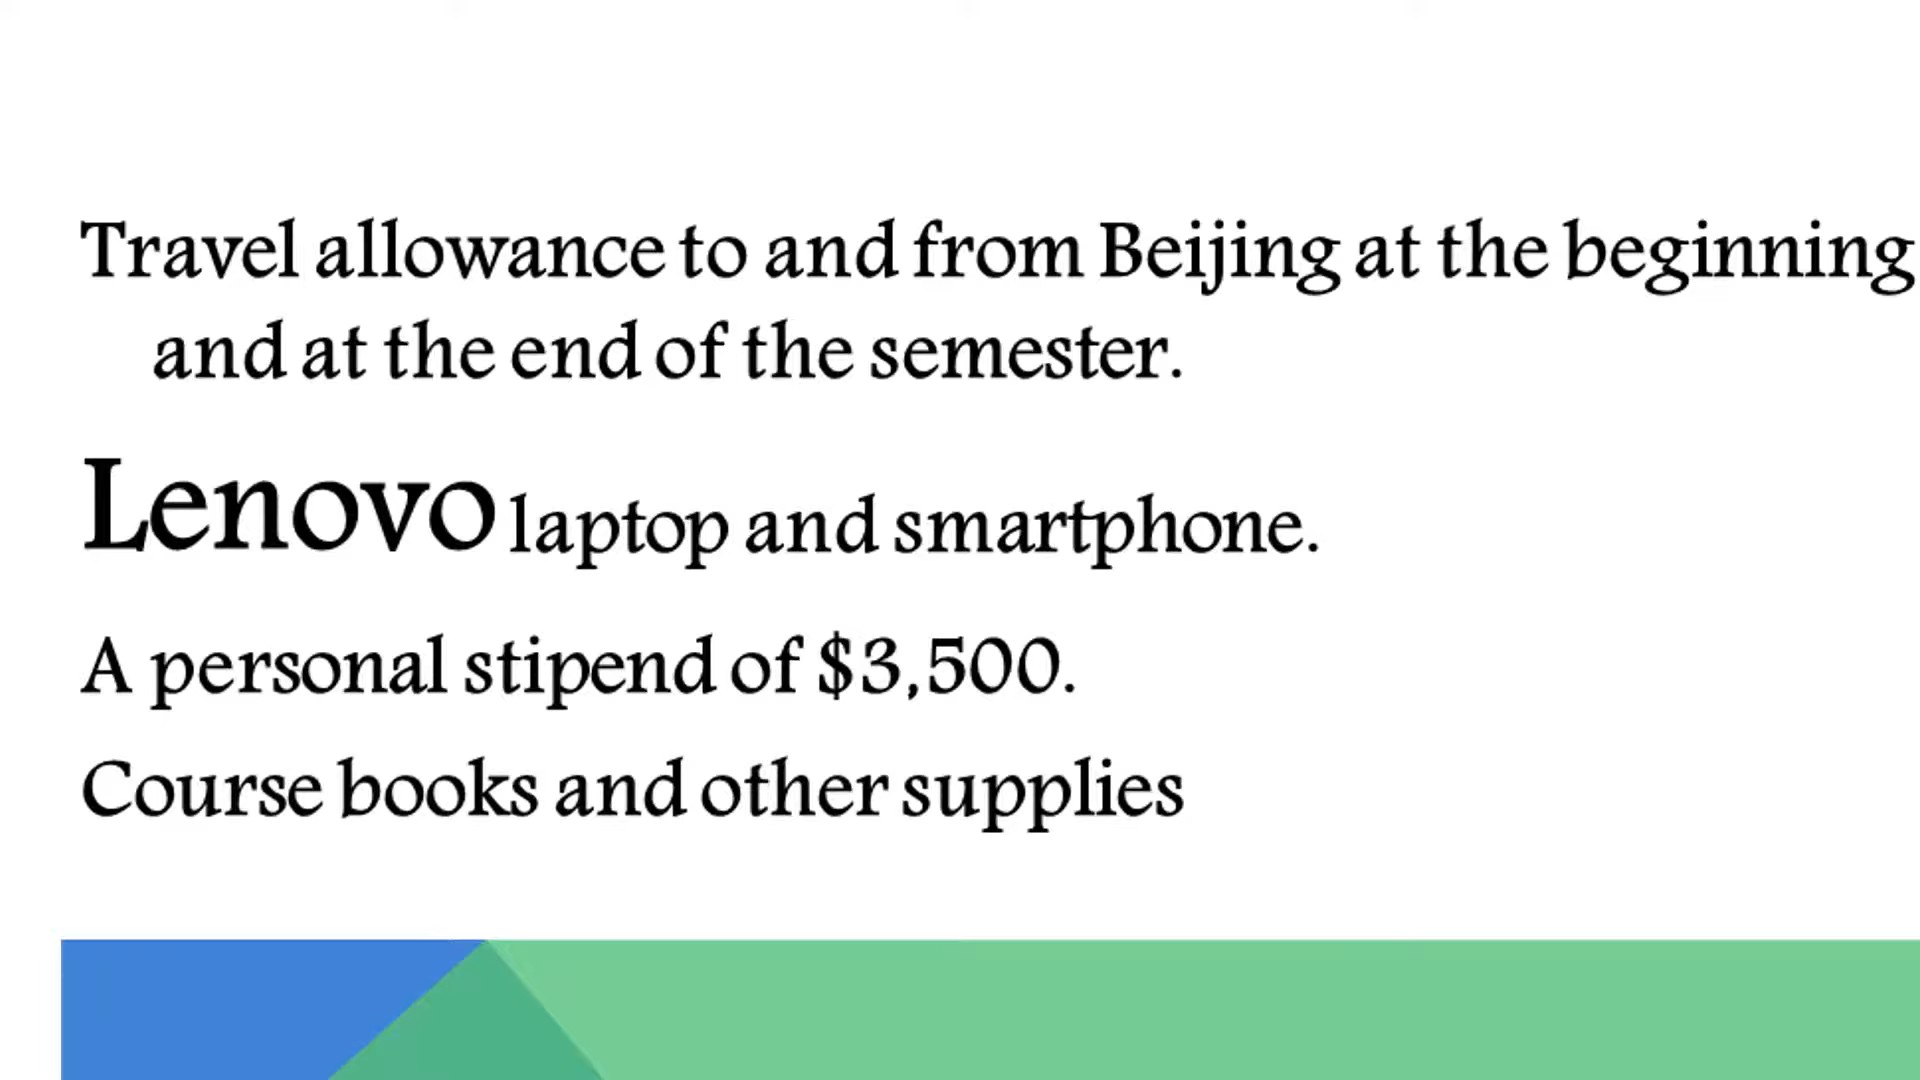 Travel allowance to and from Beijing at the beginning
and at the end of the semester.
Lenovo laptop and smartphone.
A personal stipend of $3,500.
Course books and other supplies